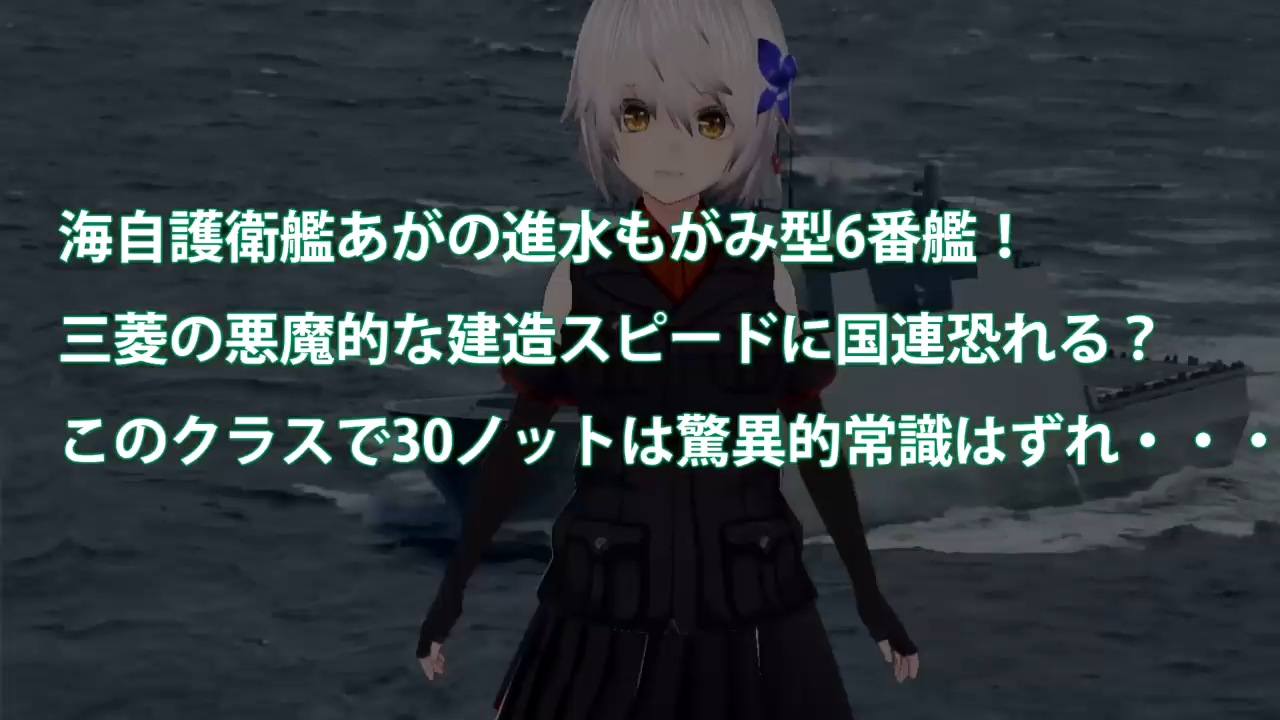 海自護衛艦あがの進水もがみ型6番艦！
三菱の悪魔的な建造スピードに国連恐れる？
このクラスで30ノットは驚異的常識はずれ・・・